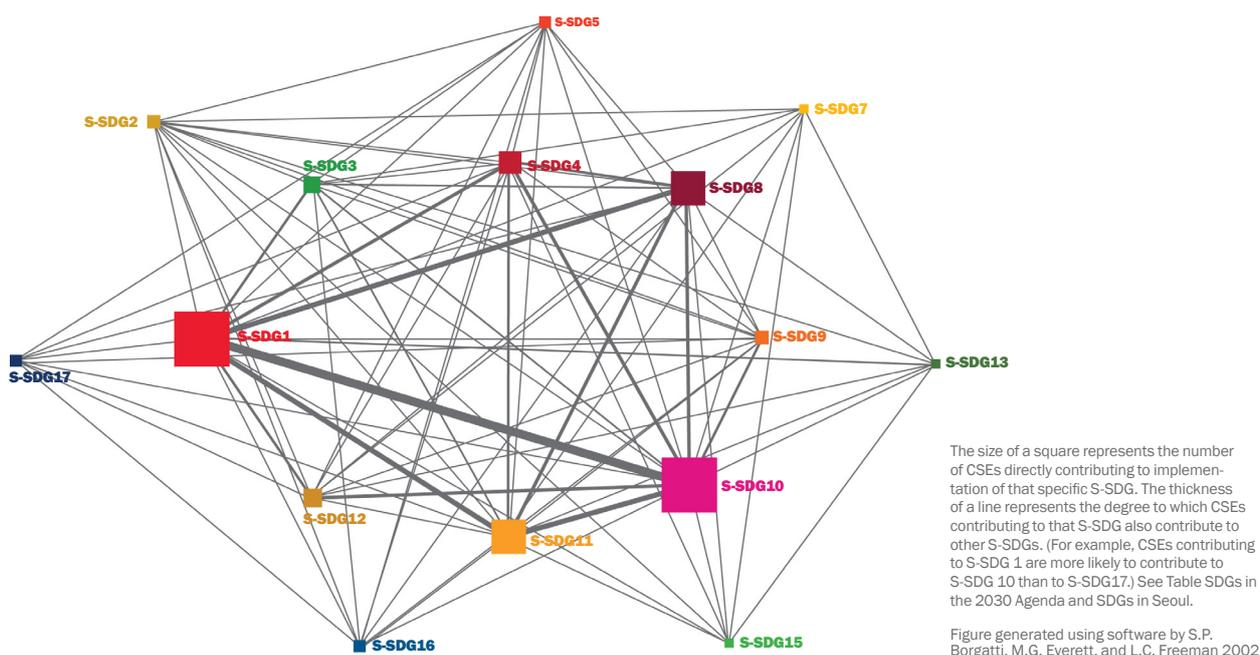 S-SDG5
S-SDG7
S-SDG2
S-SDG3
S-SDG4
S-SDG8
S-SDG1
S-SDG9
S-SDG13
S-SDG17
S-SDG10
S-SDG12
S-SDG11
S-SDG16
S-SDG15
The size of a square represents the number
of CSEs directly contributing to implemen-
tation of that specific S-SDG. The thickness
of a line represents the degree to which CSEs
contributing to that S-SDG also contribute to
other S-SDGs. (For example, CSEs contributing
to S-SDG 1 are more likely to contribute to
S-SDG 10 than to S-SDG17.) See Table SDGs in
the 2030 Agenda and SDGs in Seoul.
Figure generated using software by S.P.
Borgatti, M.G. Everett, and L.C. Freeman 2002